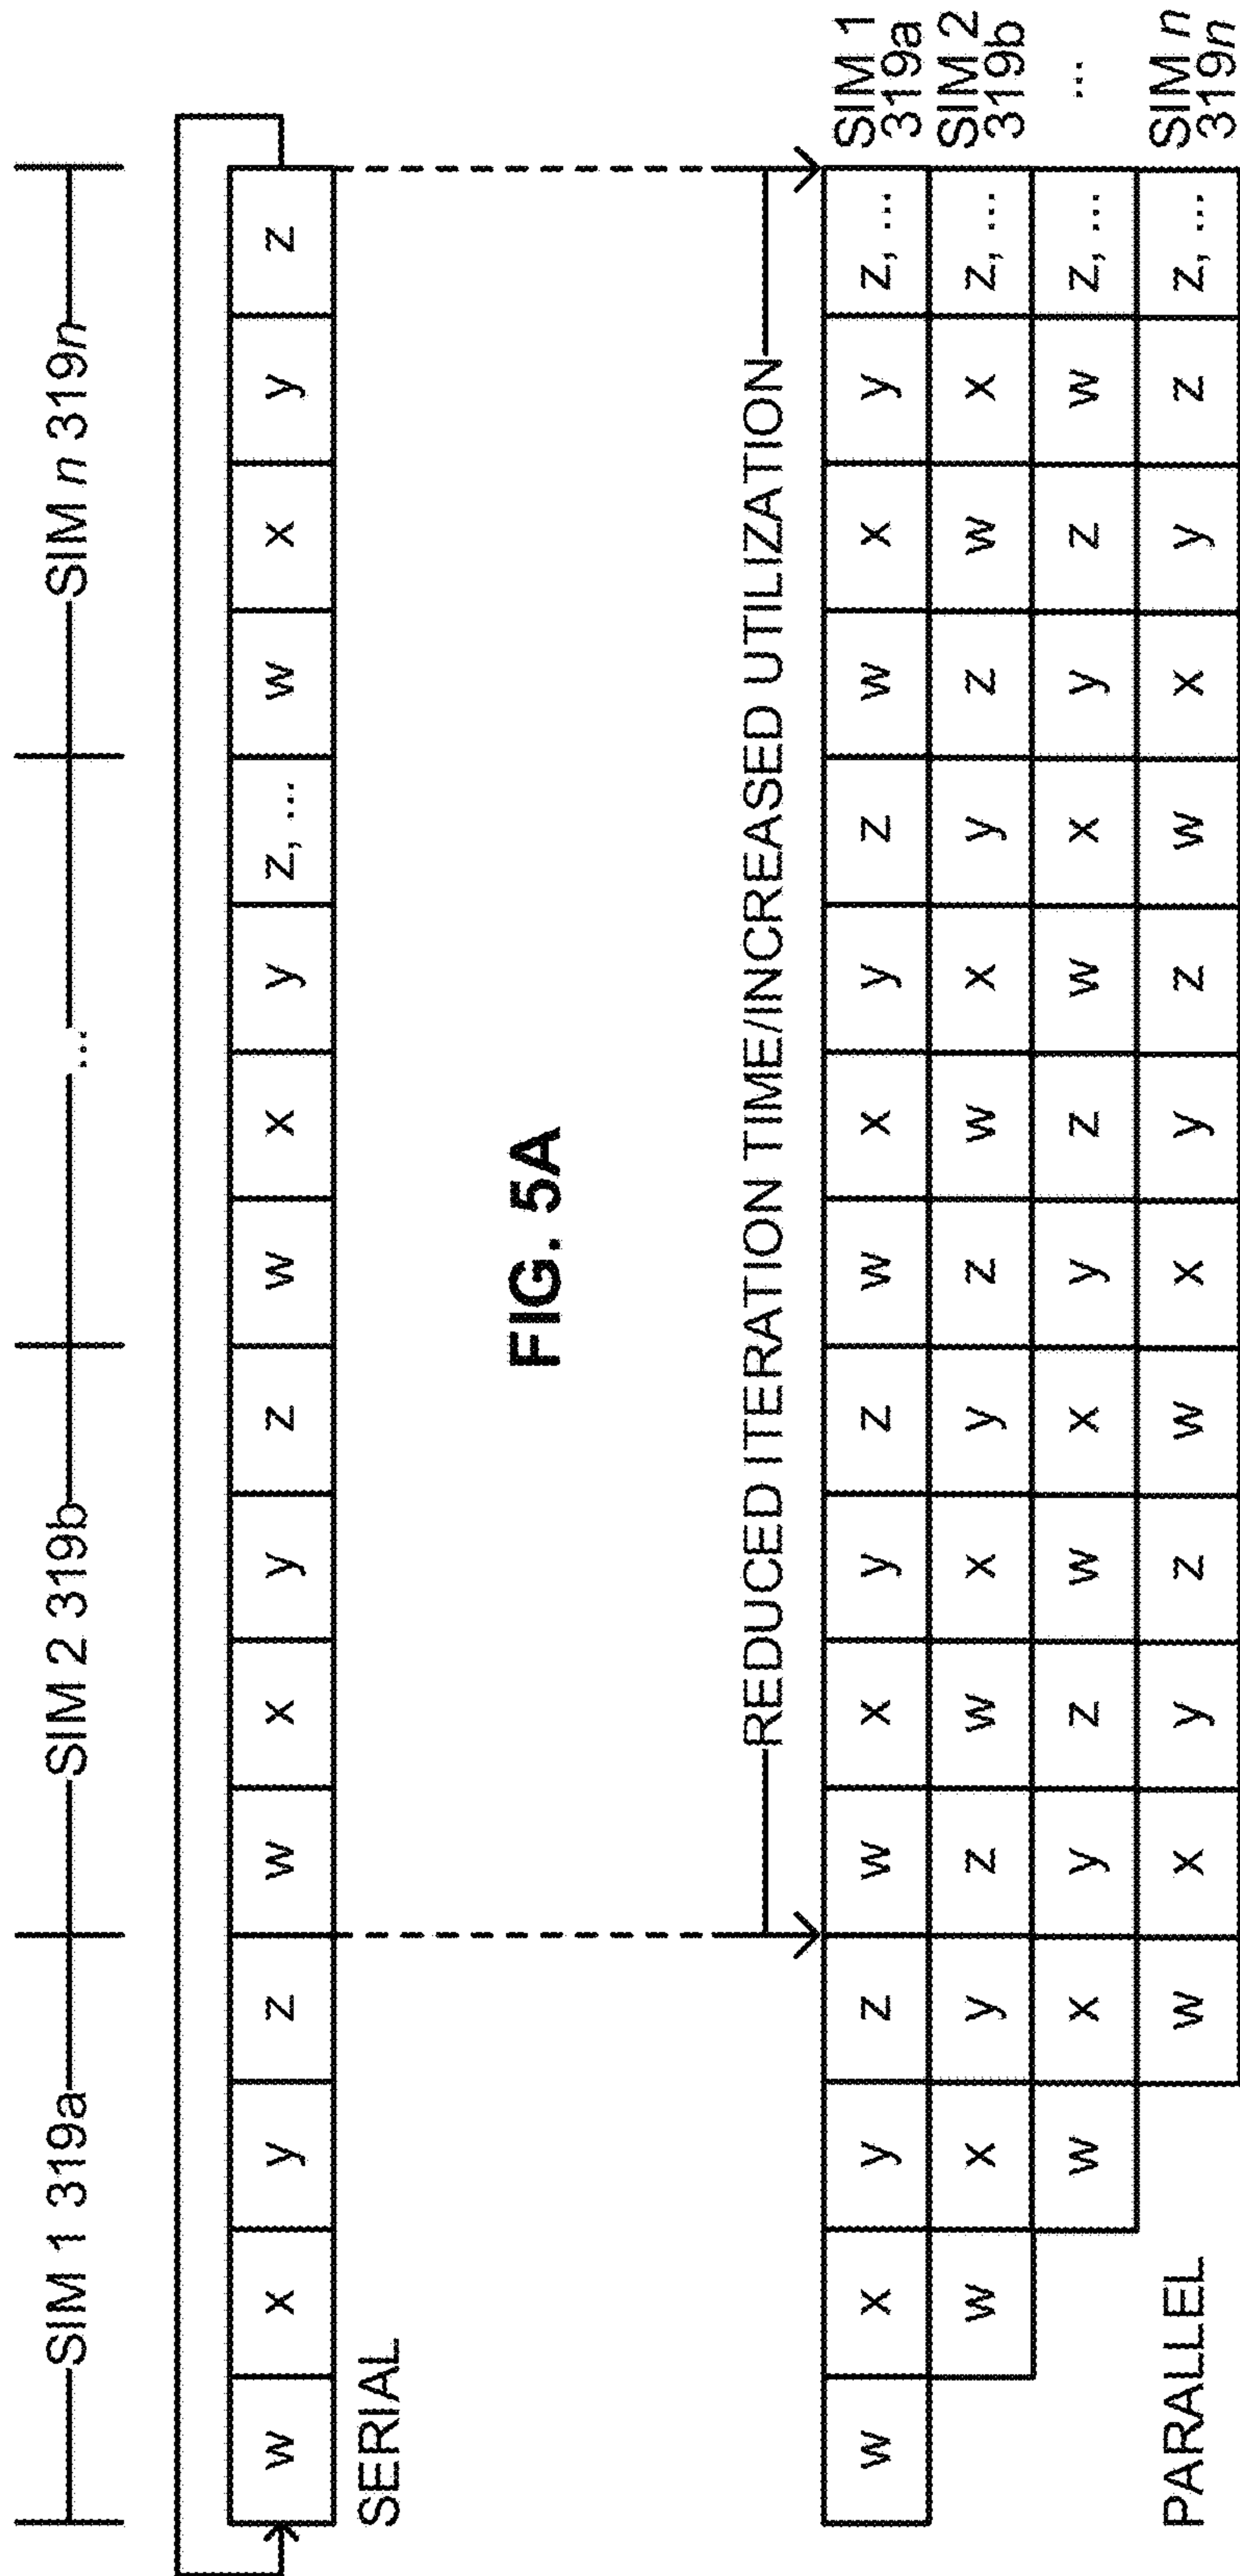 SIM 1 319a SIM 2 319b ... SIM n 319n
w x y z w x y z w x y z, ... w x y z
SERIAL
FIG. 5A
REDUCED ITERATION TIME/INCREASED UTILIZATION
w x y z w x y z w x y z w x y z, ... SIM 1
319a
w x y z w x y z w x y z w x z, ... SIM 2
319b
w x y z w x y z w x y z w z, ... ...
w x y z w x y z w x y z z, ... SIM n
319n
PARALLEL